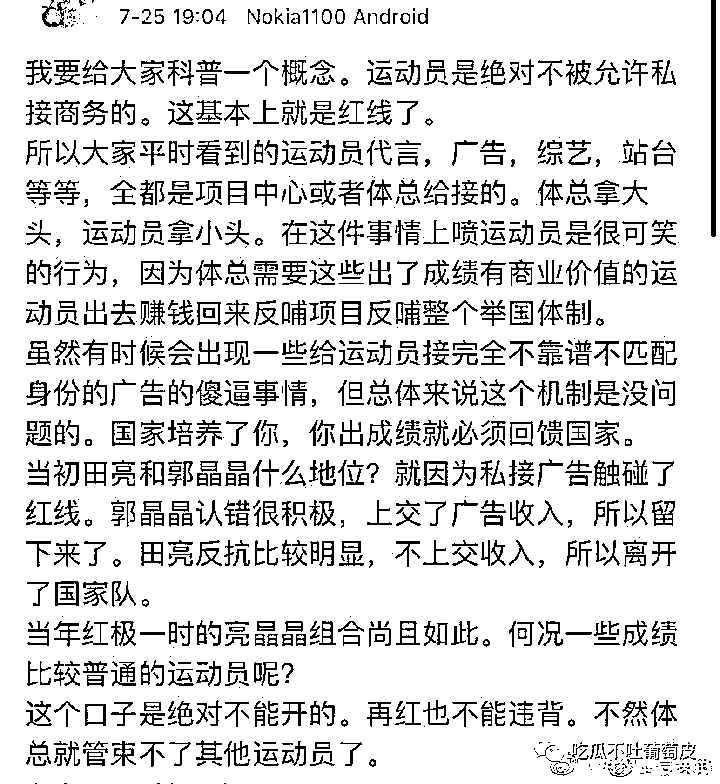 7-25 19:04 Nokia1100 Android
我要给大家科普一个概念。运动员是绝对不被允许私
接商务的。这基本上就是红线了。
所以大家平时看到的运动员代言，广告，综艺，站台
等等，全都是项目中心或者体总给接的。体总拿大
头，运动员拿小头。在这件事情上喷运动员是很可笑
的行为，因为体总需要这些出了成绩有商业价值的运
动员出去赚钱回来反哺项目反哺整个举国体制。
虽然有时候会出现一些给运动员接完全不靠谱不匹配
身份的广告的傻逼事情，但总体来说这个机制是没问
题的。国家培养了你，你出成绩就必须回馈国家。
当初田亮和郭晶晶什么地位？就因为私接广告触碰了
红线。郭晶晶认错很积极，上交了广告收入，所以留
下来了。田亮反抗比较明显，不上交收入，所以离开
了国家队。
当年红极一时的亮晶晶组合尚且如此。何况一些成绩
比较普通的运动员呢？
这个口子是绝对不能开的。再红也不能违背。不然体
总就管束不了其他运动员了。
吃瓜不吐葡萄皮